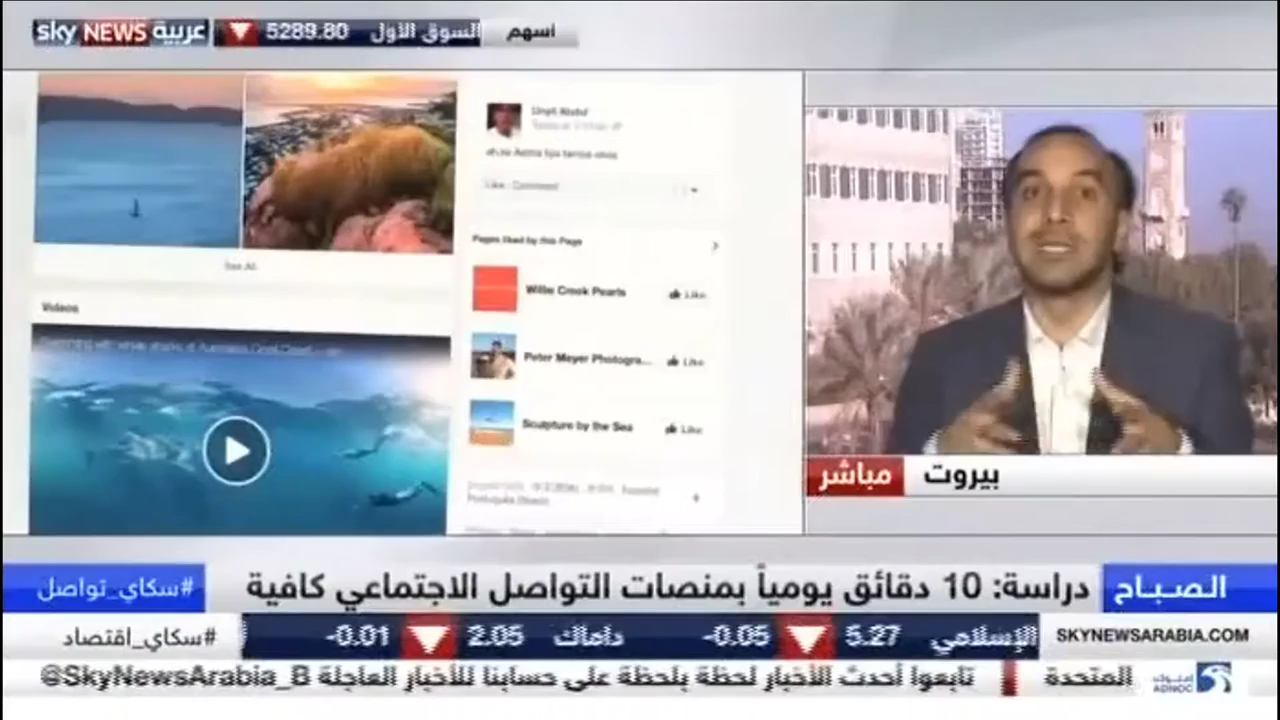 sky NEWS عربية
5289.80 السوق الأول
أسهم
See All
Videos
Pages liked by this Page
Willie Creek Pearls
Like
Peter Meyer Photogra...
Like
Sculpture by the Sea
Like
مباشر بيروت
الصباح
دراسة: 10 دقائق يومياً بمنصات التواصل الاجتماعي كافية
#سكاي_تواصل
SKYNEWSARABIA.COM
الإسلامي 5.27 -0.05 داماك 2.05 -0.01
#سكاي_اقتصاد
ADNOC أدنوك
المتحدة
تابعوا أحدث الأخبار لحظة بلحظة على حسابنا للأخبار العاجلة @SkyNewsArabia_B